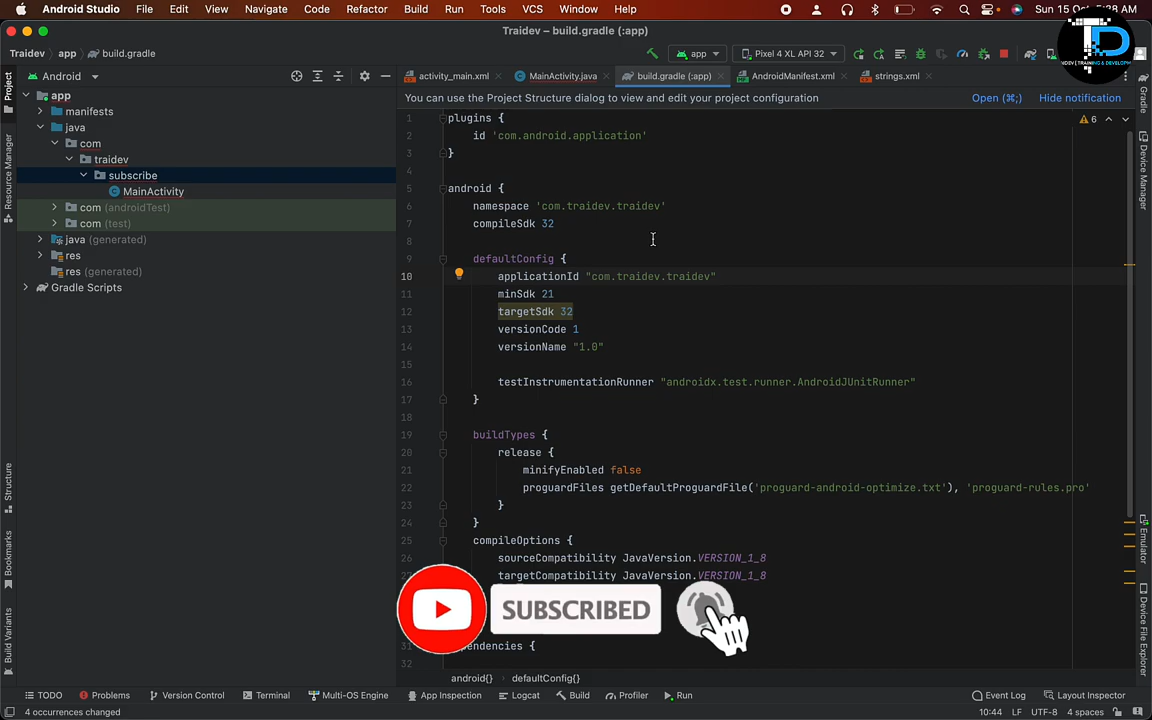 Android Studio File Edit View Navigate Code Refactor Build Run Tools VCS Window Help Sun 15 Oct
Traidev – build.gradle (:app)
Traidev app build.gradle app Pixel 4 XL API 32
TD
Android
activity_main.xml MainActivity.java build.gradle (:app) AndroidManifest.xml strings.xml
You can use the Project Structure dialog to view and edit your project configuration Open (⌘;) Hide notification
Project
Resource Manager
Structure
Bookmarks
Build Variants
app
manifests
java
com
traidev
subscribe
MainActivity
com (androidTest)
com (test)
java (generated)
res
res (generated)
Gradle Scripts
6
1 plugins {
2 id 'com.android.application'
3 }
4
5 android {
6 namespace 'com.traidev.traidev'
7 compileSdk 32
8
9 defaultConfig {
10 applicationId "com.traidev.traidev"
11 minSdk 21
12 targetSdk 32
13 versionCode 1
14 versionName "1.0"
15
16 testInstrumentationRunner "androidx.test.runner.AndroidJUnitRunner"
17 }
18
19 buildTypes {
20 release {
21 minifyEnabled false
22 proguardFiles getDefaultProguardFile('proguard-android-optimize.txt'), 'proguard-rules.pro'
23 }
24 }
25 compileOptions {
26 sourceCompatibility JavaVersion.VERSION_1_8
targetCompatibility JavaVersion.VERSION_1_8
SUBSCRIBED
pendencies {
32
android{} defaultConfig{}
Gradle
Device Manager
Emulator
Device File Explorer
TODO Problems Version Control Terminal Multi-OS Engine App Inspection Logcat Build Profiler Run Event Log Layout Inspector
4 occurrences changed 10:44 LF UTF-8 4 spaces